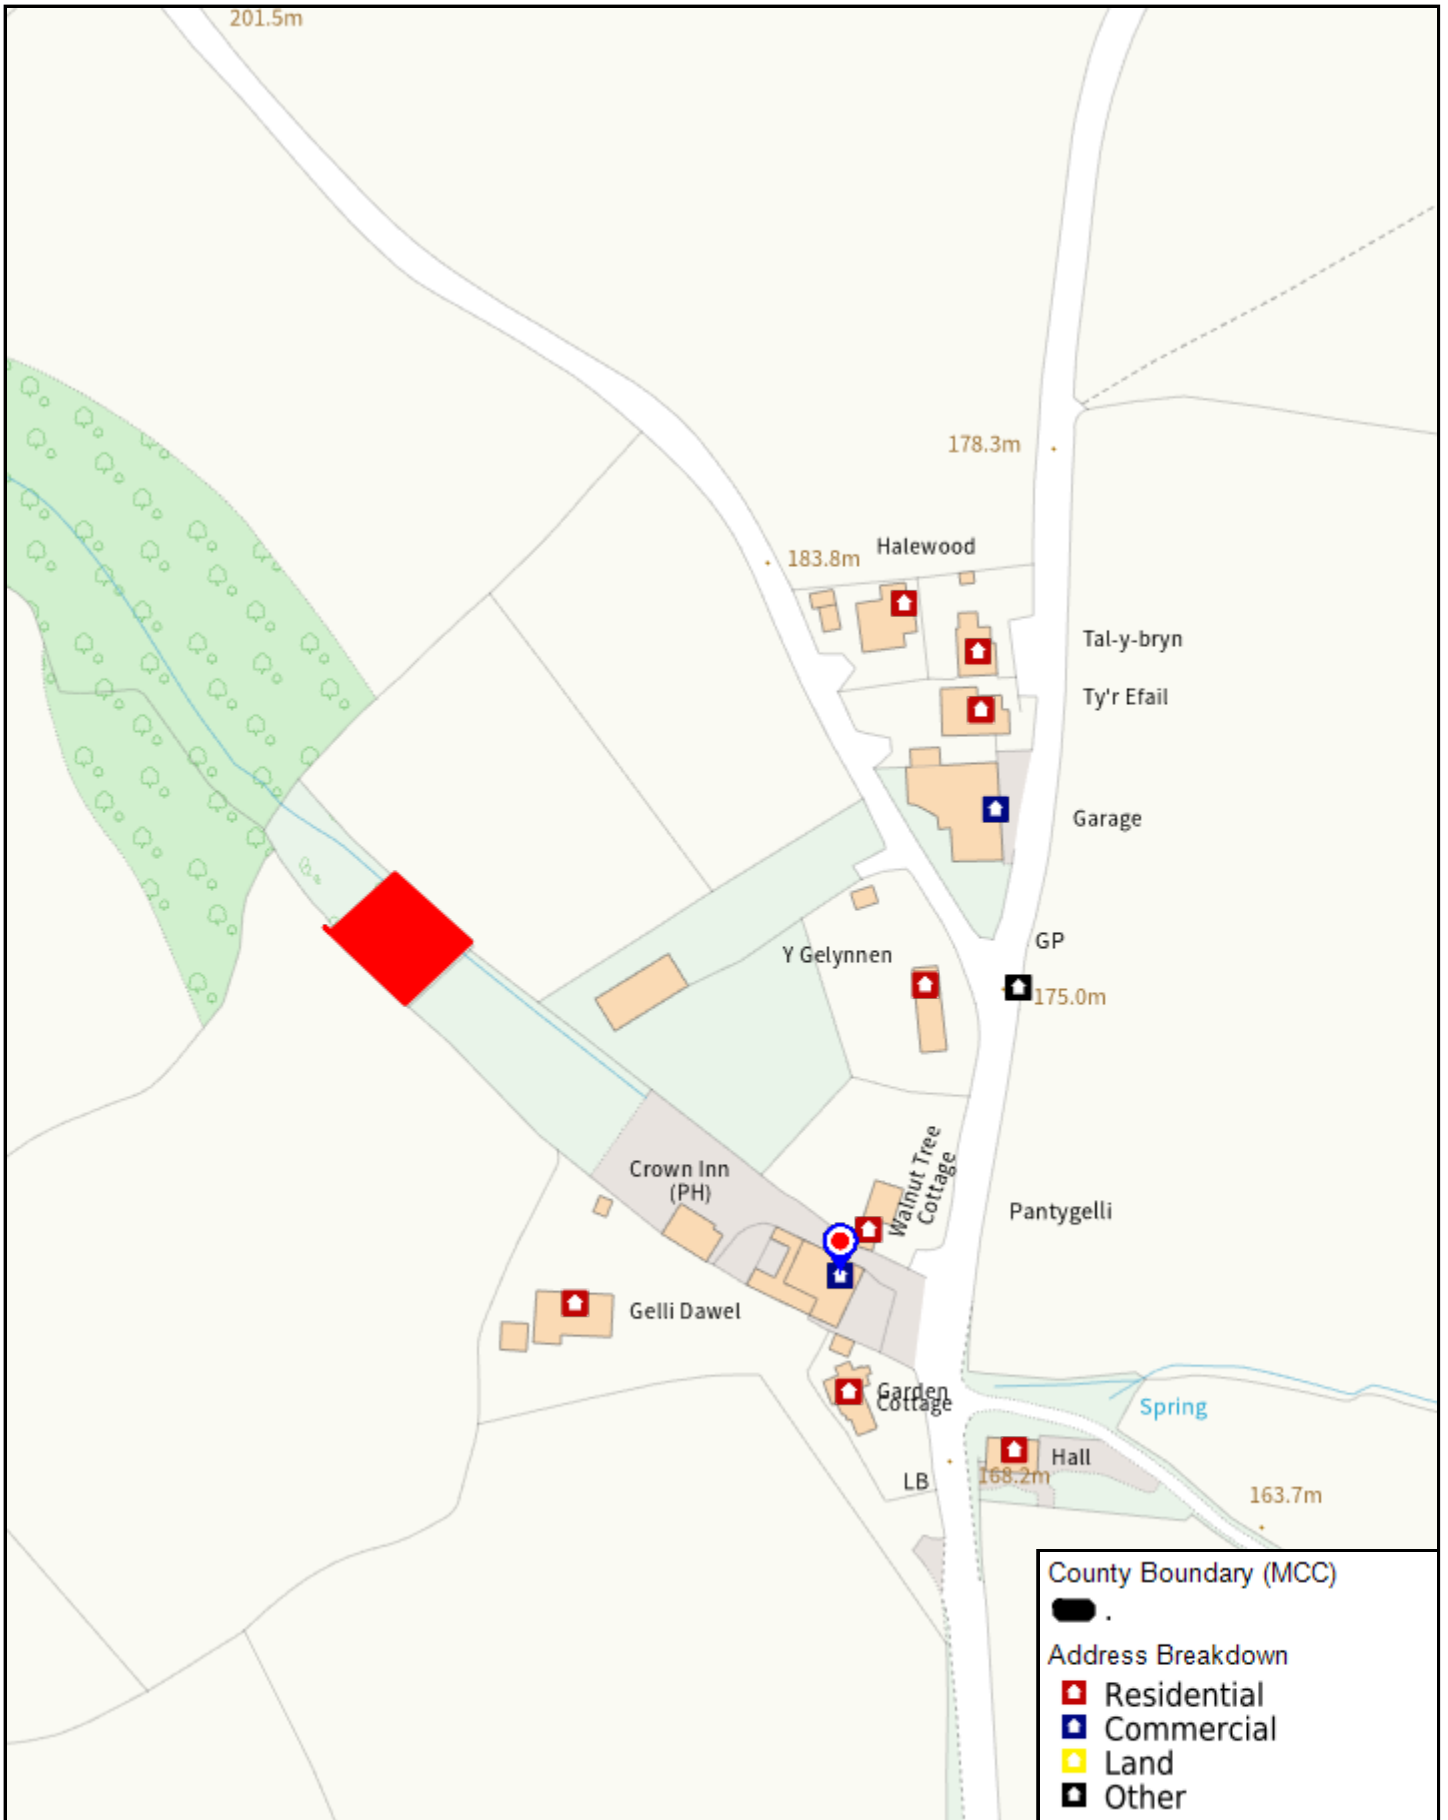 201.5m
178.3m
Halewood
183.8m
Tal-y-bryn
Ty'r Efail
Garage
GP
Y Gelynnen
175.0m
Walnut Tree
Cottage
Crown Inn
(PH)
Pantygelli
Gelli Dawel
Garden
Cottage
Spring
Hall
LB
168.2m
163.7m
County Boundary (MCC)
.
Address Breakdown
Residential
Commercial
Land
Other